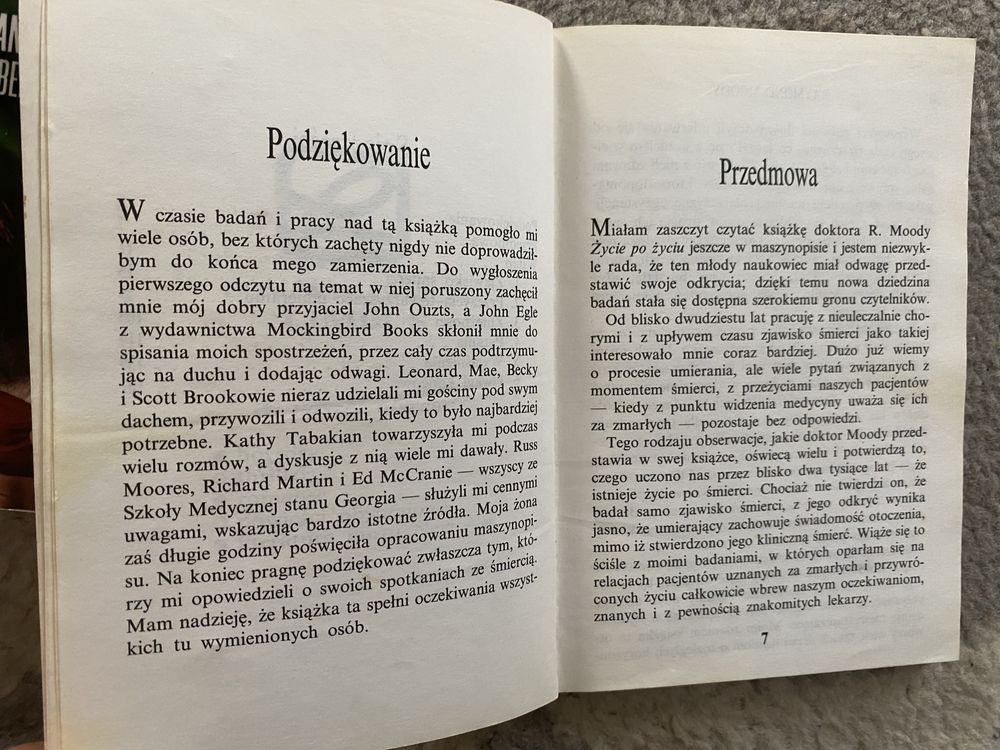 Podziękowanie
W czasie badań i pracy nad tą książką pomogło mi
wiele osób, bez których zachęty nigdy nie doprowadził-
bym do końca mego zamierzenia. Do wygłoszenia
pierwszego odczytu na temat w niej poruszony zachęcił
mnie mój dobry przyjaciel John Ouzts, a John Egle
z wydawnictwa Mockingbird Books skłonił mnie do
spisania moich spostrzeżeń, przez cały czas podtrzymu-
jąc na duchu i dodając odwagi. Leonard, Mae, Becky
i Scott Brookowie nieraz udzielali mi gościny pod swym
dachem, przywozili i odwozili, kiedy to było najbardziej
potrzebne. Kathy Tabakian towarzyszyła mi podczas
wielu rozmów, a dyskusje z nią wiele mi dawały. Russ
Moores, Richard Martin i Ed McCranie — wszyscy ze
Szkoły Medycznej stanu Georgia — służyli mi cennymi
uwagami, wskazując bardzo istotne źródła. Moja żona
zaś długie godziny poświęciła opracowaniu maszynopi-
su. Na koniec pragnę podziękować zwłaszcza tym, któ-
rzy mi opowiedzieli o swoich spotkaniach ze śmiercią.
Mam nadzieję, że książka ta spełni oczekiwania wszyst-
kich tu wymienionych osób.
Przedmowa
Miałam zaszczyt czytać książkę doktora R. Moody
Życie po życiu jeszcze w maszynopisie i jestem niezwyk-
le rada, że ten młody naukowiec miał odwagę przed-
stawić swoje odkrycia; dzięki temu nowa dziedzina
badań stała się dostępna szerokiemu gronu czytelników.
Od blisko dwudziestu lat pracuję z nieuleczalnie cho-
rymi i z upływem czasu zjawisko śmierci jako takiej
interesowało mnie coraz bardziej. Dużo już wiemy
o procesie umierania, ale wiele pytań związanych z
momentem śmierci, z przeżyciami naszych pacjentów
— kiedy z punktu widzenia medycyny uważa się ich
za zmarłych — pozostaje bez odpowiedzi.
Tego rodzaju obserwacje, jakie doktor Moody przed-
stawia w swej książce, oświecą wielu i potwierdzą to,
czego uczono nas przez blisko dwa tysiące lat — że
istnieje życie po śmierci. Chociaż nie twierdzi on, że
badał samo zjawisko śmierci, z jego odkryć wynika
jasno, że umierający zachowuje świadomość otoczenia,
mimo iż stwierdzono jego kliniczną śmierć. Wiąże się to
ściśle z moimi badaniami, w których oparłam się na
relacjach pacjentów uznanych za zmarłych i przywró-
conych życiu całkowicie wbrew naszym oczekiwaniom,
znanych i z pewnością znakomitych lekarzy.
7